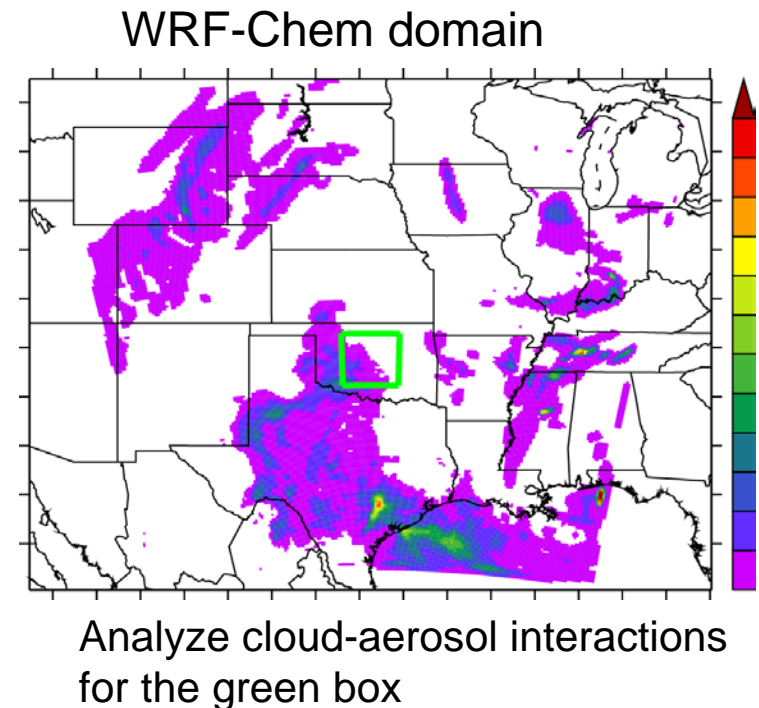 WRF-Chem domain
Analyze cloud-aerosol interactions
for the green box